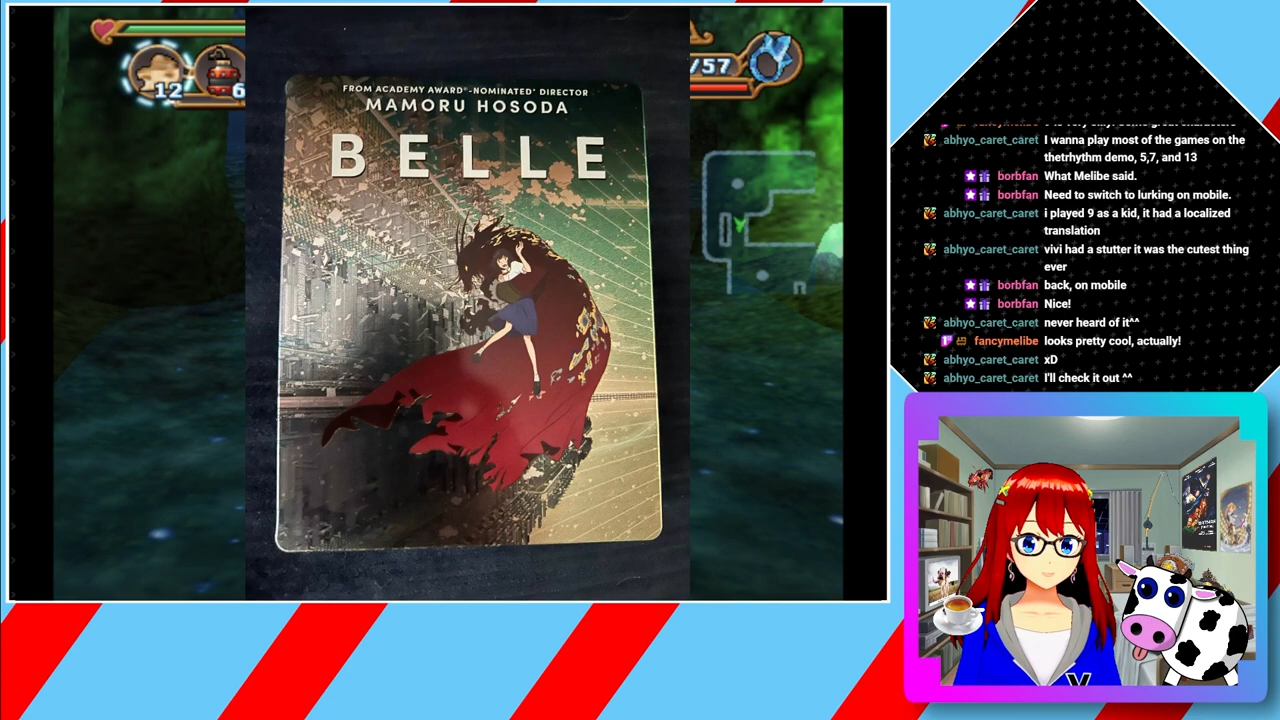 12
6
/57
FROM ACADEMY AWARD®-NOMINATED* DIRECTOR
MAMORU HOSODA
BELLE
abhyo_caret_caret I wanna play most of the games on the
thetrhythm demo, 5,7, and 13
borbfan What Melibe said.
borbfan Need to switch to lurking on mobile.
abhyo_caret_caret i played 9 as a kid, it had a localized
translation
abhyo_caret_caret vivi had a stutter it was the cutest thing
ever
borbfan back, on mobile
borbfan Nice!
abhyo_caret_caret never heard of it^^
fancymelibe looks pretty cool, actually!
abhyo_caret_caret xD
abhyo_caret_caret I'll check it out ^^